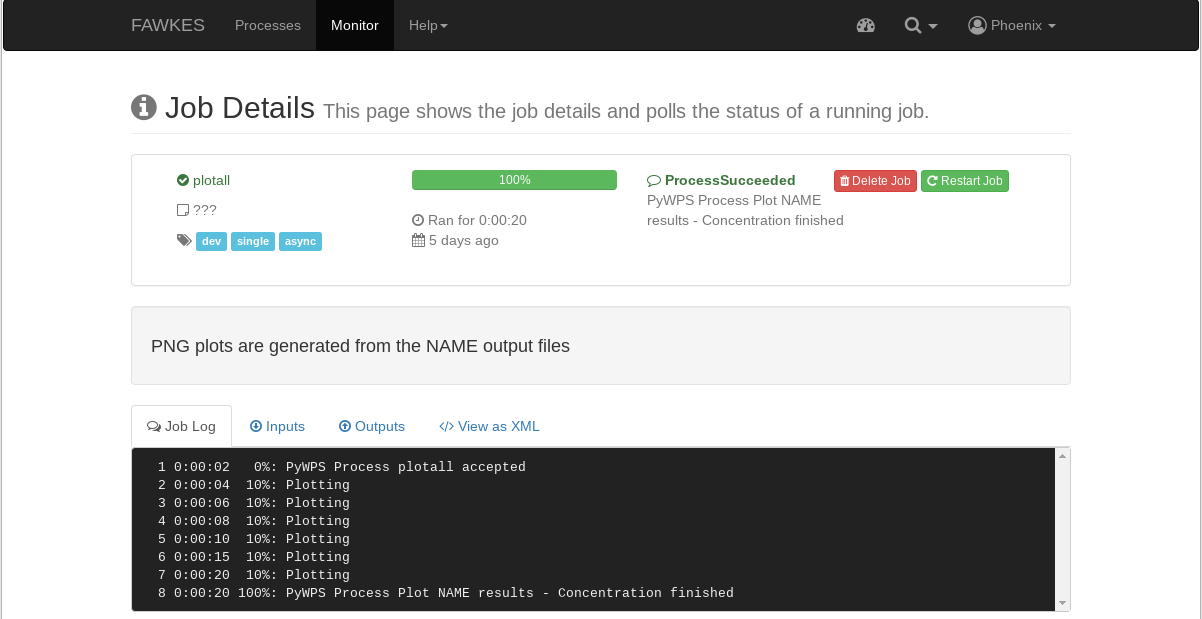 FAWKES Processes Monitor Help Phoenix
Job Details This page shows the job details and polls the status of a running job.
plotall 100% ProcessSucceeded Delete Job Restart Job
??? PyWPS Process Plot NAME
Ran for 0:00:20 results - Concentration finished
dev single async 5 days ago
PNG plots are generated from the NAME output files
Job Log Inputs Outputs View as XML
1 0:00:02   0%: PyWPS Process plotall accepted
2 0:00:04  10%: Plotting
3 0:00:06  10%: Plotting
4 0:00:08  10%: Plotting
5 0:00:10  10%: Plotting
6 0:00:15  10%: Plotting
7 0:00:20  10%: Plotting
8 0:00:20 100%: PyWPS Process Plot NAME results - Concentration finished